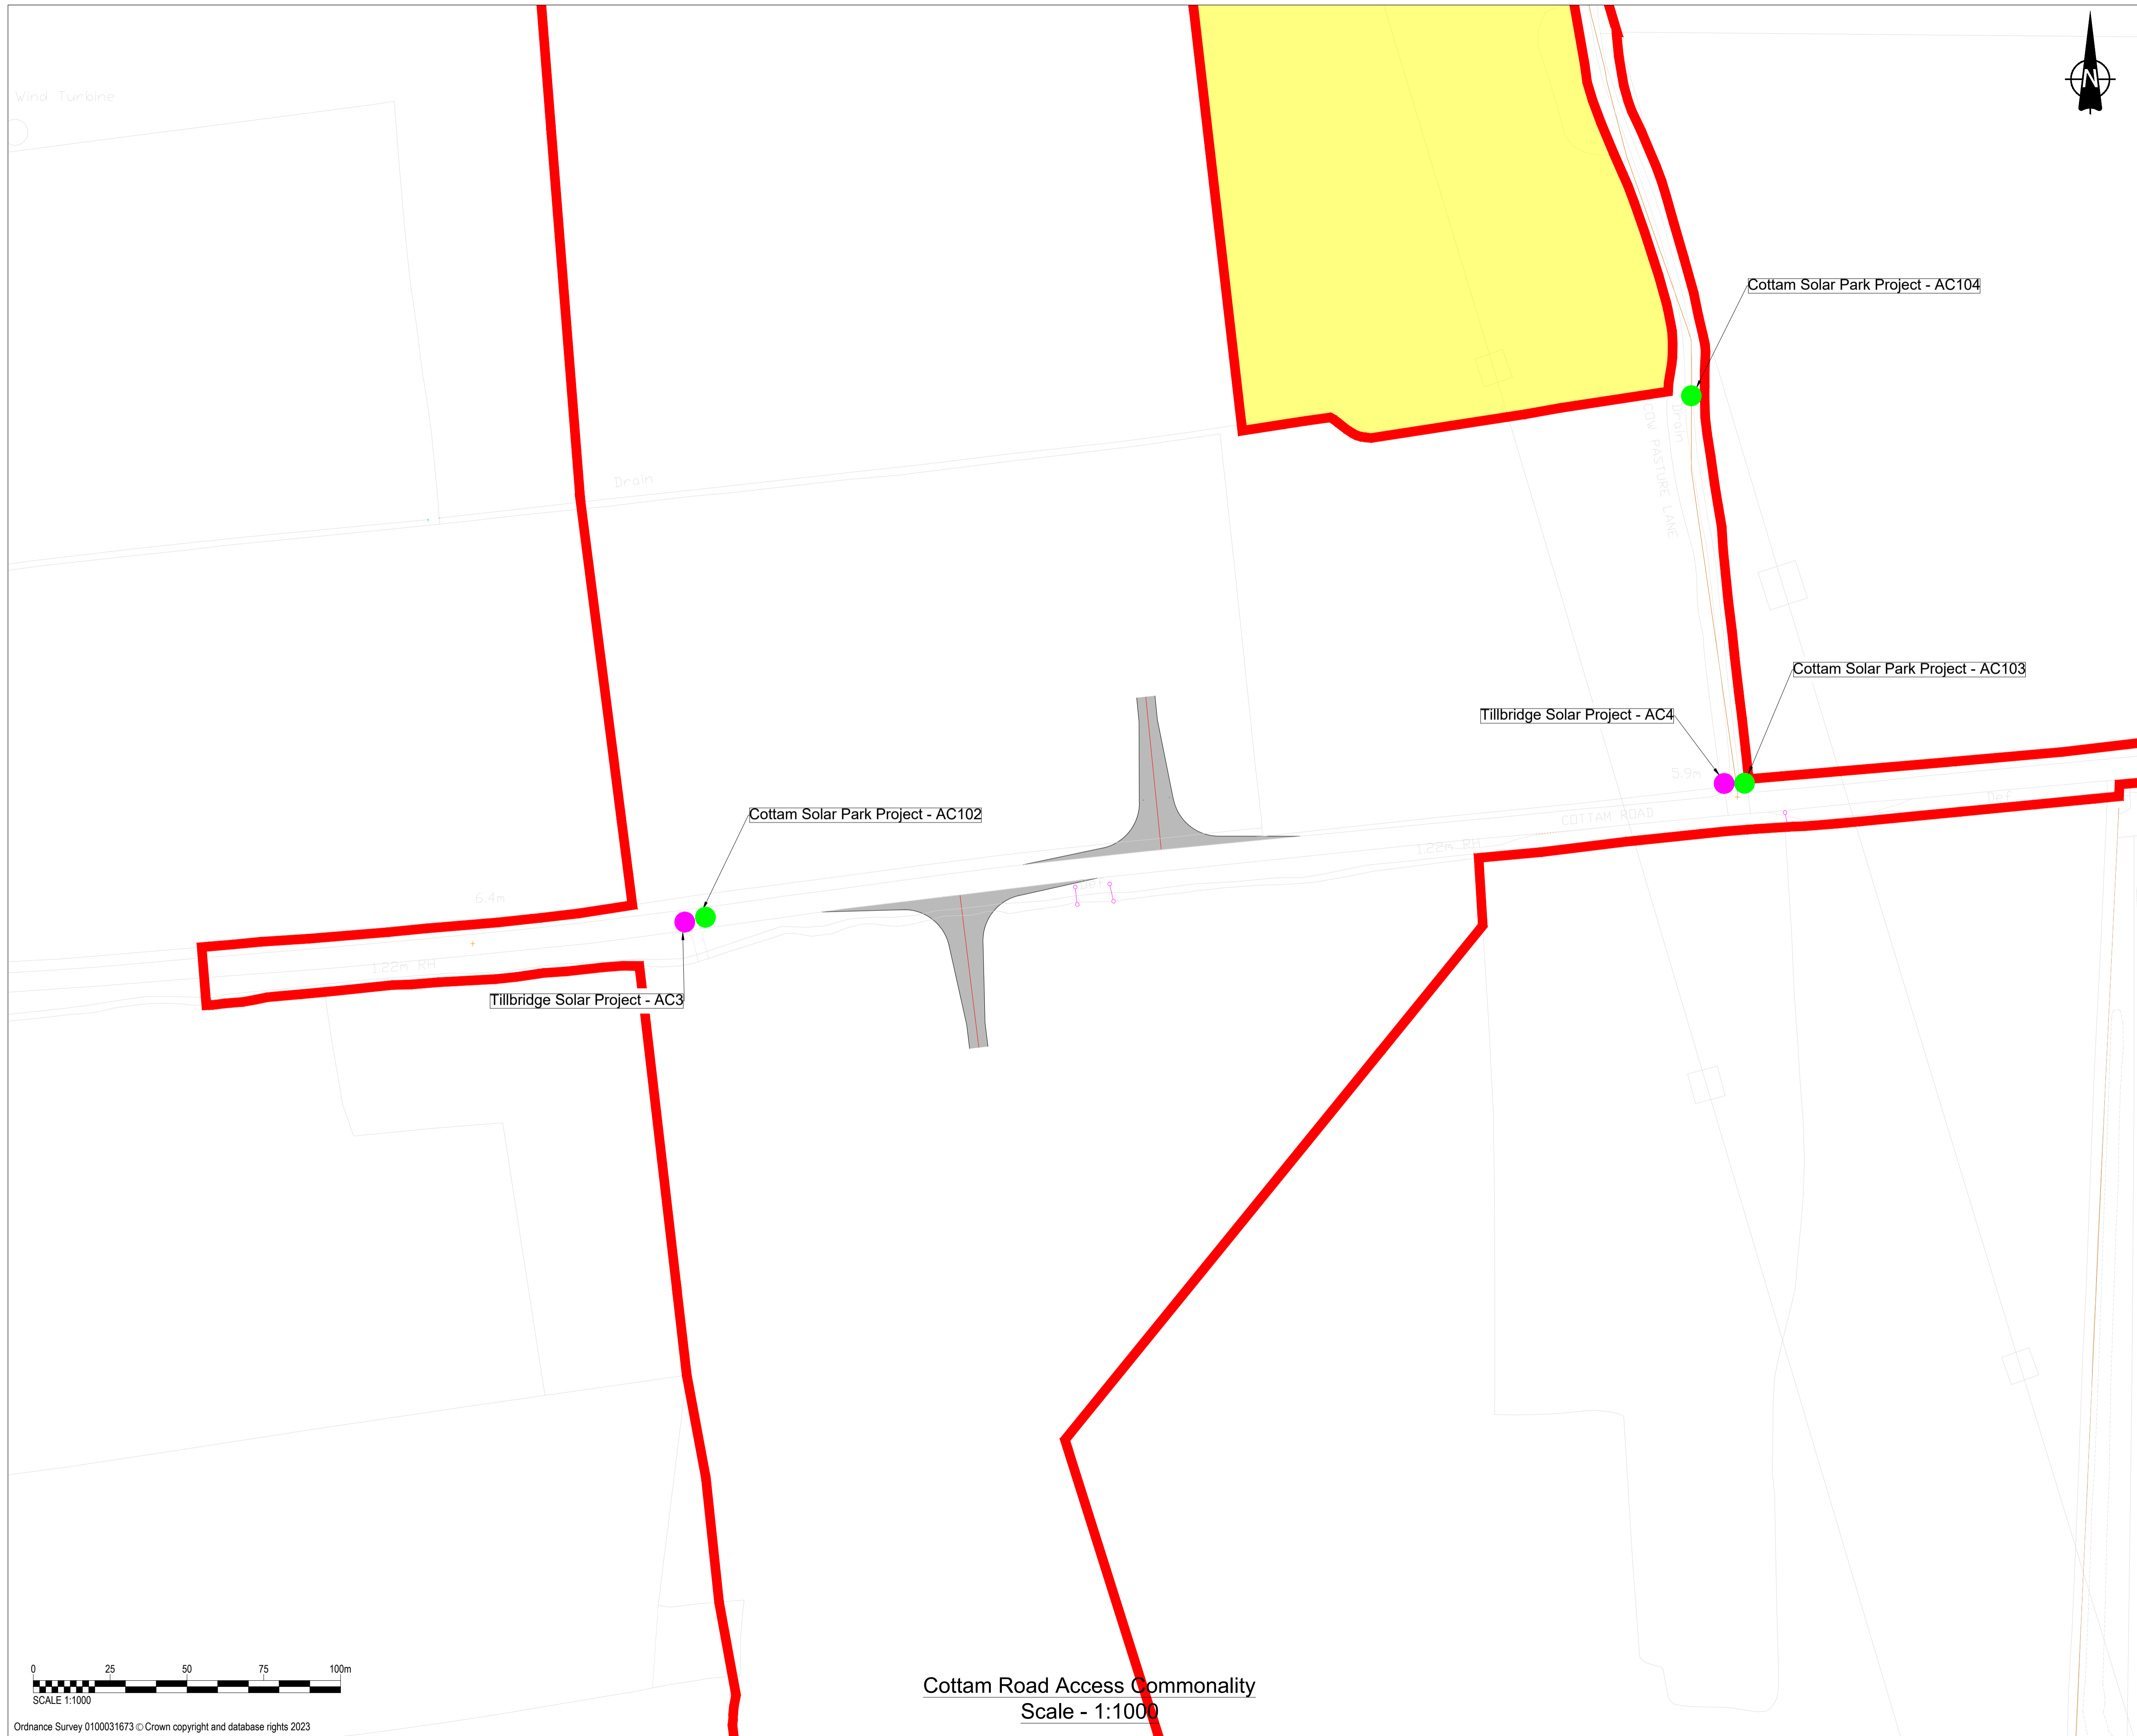 Wind Turbine
N
Cottam Solar Park Project - AC104
Drain
COW PASTURE LANE
Drain
Cottam Solar Park Project - AC103
Tillbridge Solar Project - AC4
5.9m
Def
COTTAM ROAD
Cottam Solar Park Project - AC102
1.22m RH
Def
6.4m
1.22m RH
Tillbridge Solar Project - AC3
0 25 50 75 100m
SCALE 1:1000
Cottam Road Access Commonality
Scale - 1:1000
Ordnance Survey 0100031673 © Crown copyright and database rights 2023